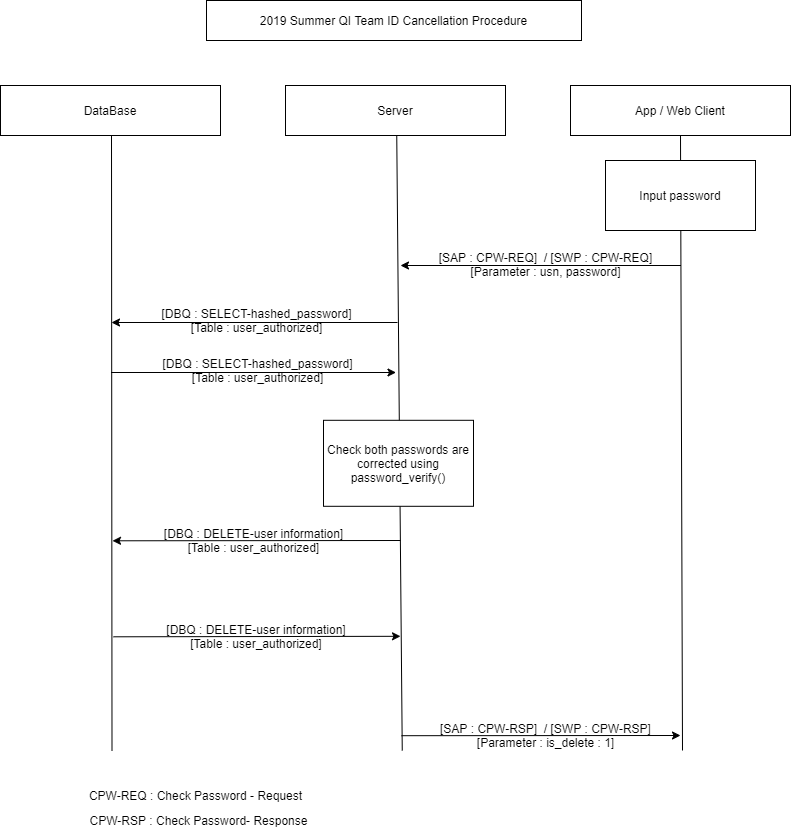 2019 Summer QI Team ID Cancellation Procedure
DataBase
Server
App / Web Client
Input password
[SAP : CPW-REQ] / [SWP : CPW-REQ]
[Parameter : usn, password]
[DBQ : SELECT-hashed_password]
[Table : user_authorized]
[DBQ : SELECT-hashed_password]
[Table : user_authorized]
Check both passwords are
corrected using
password_verify()
[DBQ : DELETE-user information]
[Table : user_authorized]
[DBQ : DELETE-user information]
[Table : user_authorized]
[SAP : CPW-RSP] / [SWP : CPW-RSP]
[Parameter : is_delete : 1]
CPW-REQ : Check Password - Request
CPW-RSP : Check Password- Response